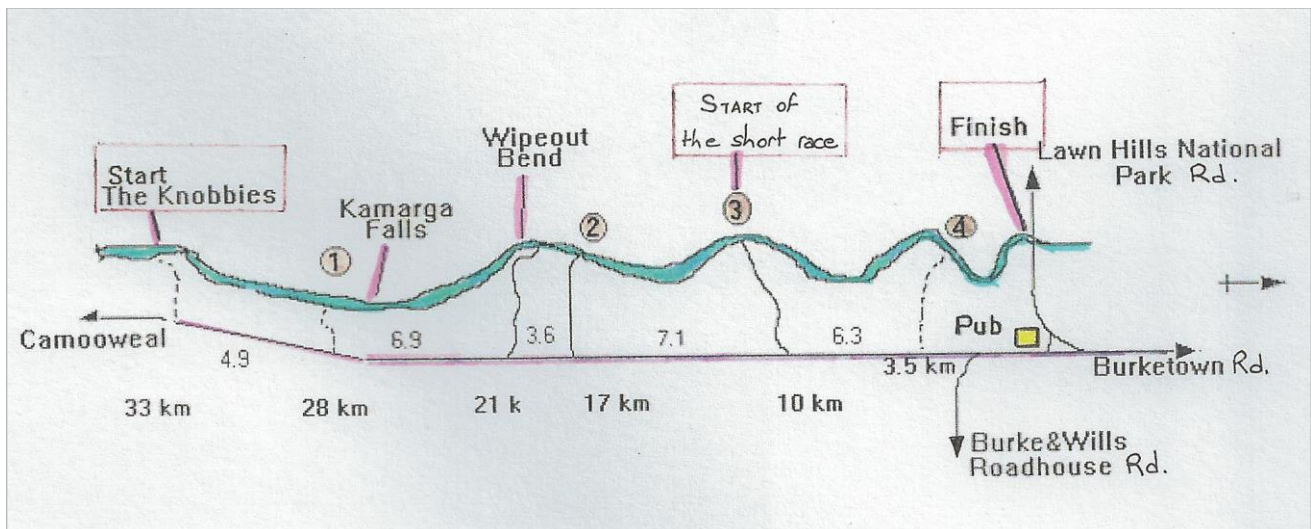 START of
the short race
Finish
Lawn Hills National
Park Rd.
Wipeout
Bend
Start
The Knobbies
Kamarga
Falls
1
2
3
4
Camooweal
4.9
6.9
3.6
7.1
6.3
3.5 km
Pub
Burketown Rd.
33 km
28 km
21 k
17 km
10 km
Burke&Wills
Roadhouse Rd.